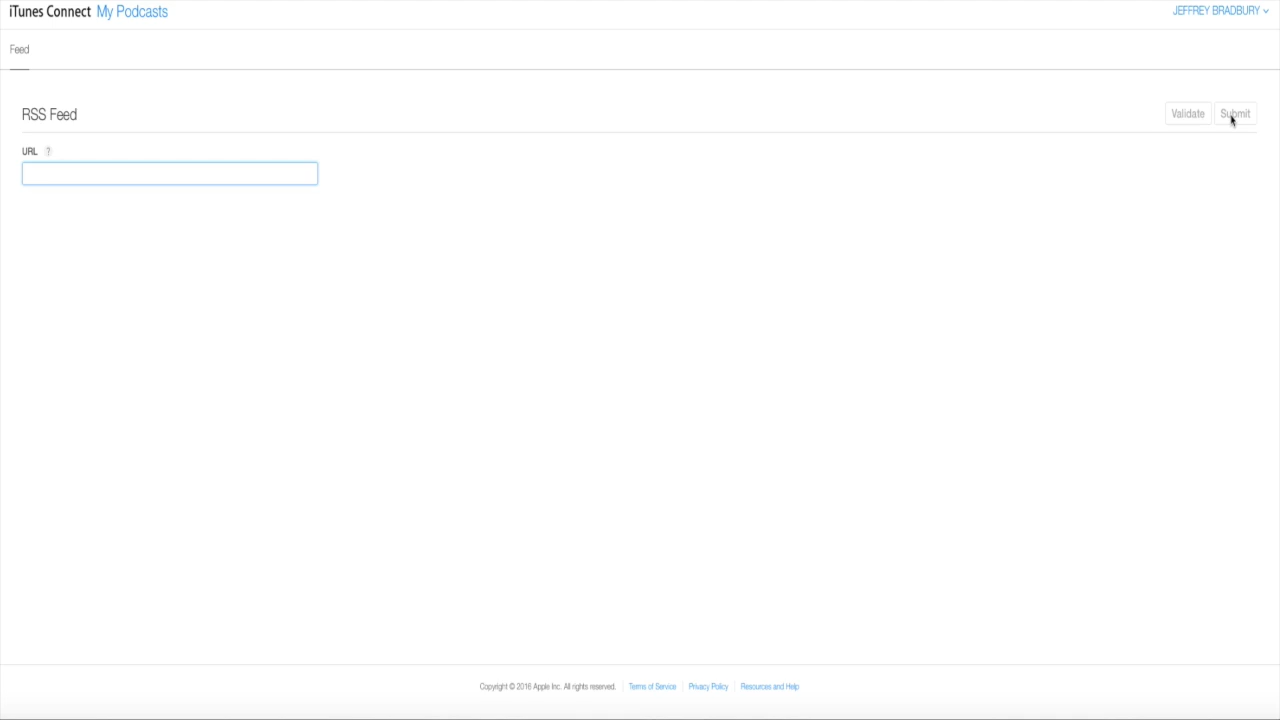 iTunes Connect My Podcasts
JEFFREY BRADBURY
Feed
RSS Feed
Validate
Submit
URL ?
Copyright © 2016 Apple Inc. All rights reserved. Terms of Service Privacy Policy Resources and Help